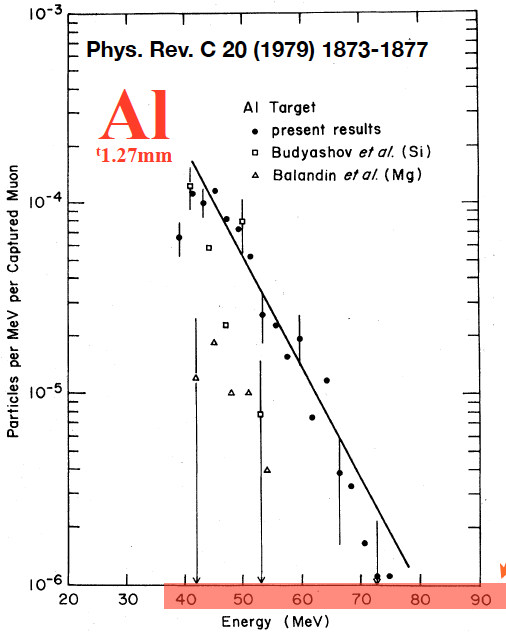 10⁻³
Phys. Rev. C 20 (1979) 1873-1877
Al
t1.27mm
Al Target
present results
Budyashov et al. (Si)
Balandin et al. (Mg)
Particles per MeV per Captured Muon
10⁻⁴
10⁻⁵
10⁻⁶
20 30 40 50 60 70 80 90
Energy (MeV)